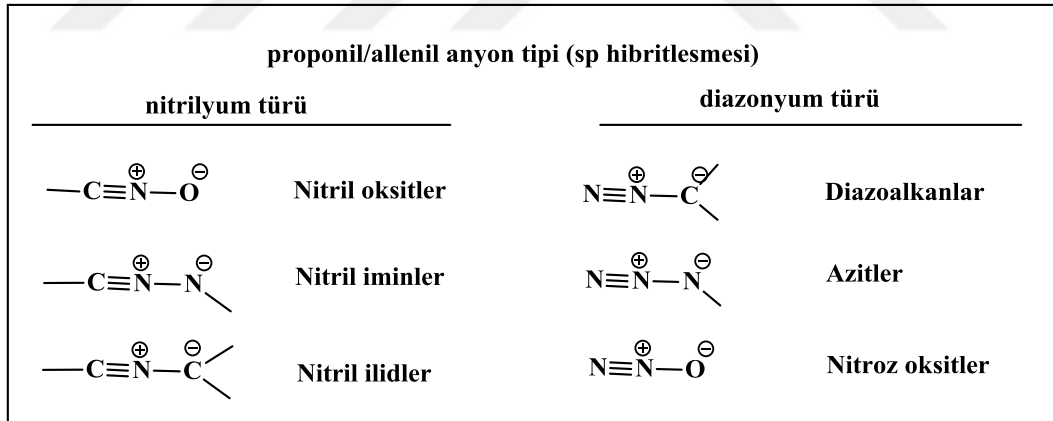 proponil/allenil anyon tipi (sp hibritlesmesi)
nitrilyum türü
diazonyum türü
C≡N⊕—O⊖ Nitril oksitler
N≡N⊕—C⊖ Diazoalkanlar
C≡N⊕—N⊖ Nitril iminler
N≡N⊕—N⊖ Azitler
C≡N⊕—C⊖ Nitril ilidler
N≡N⊕—O⊖ Nitroz oksitler